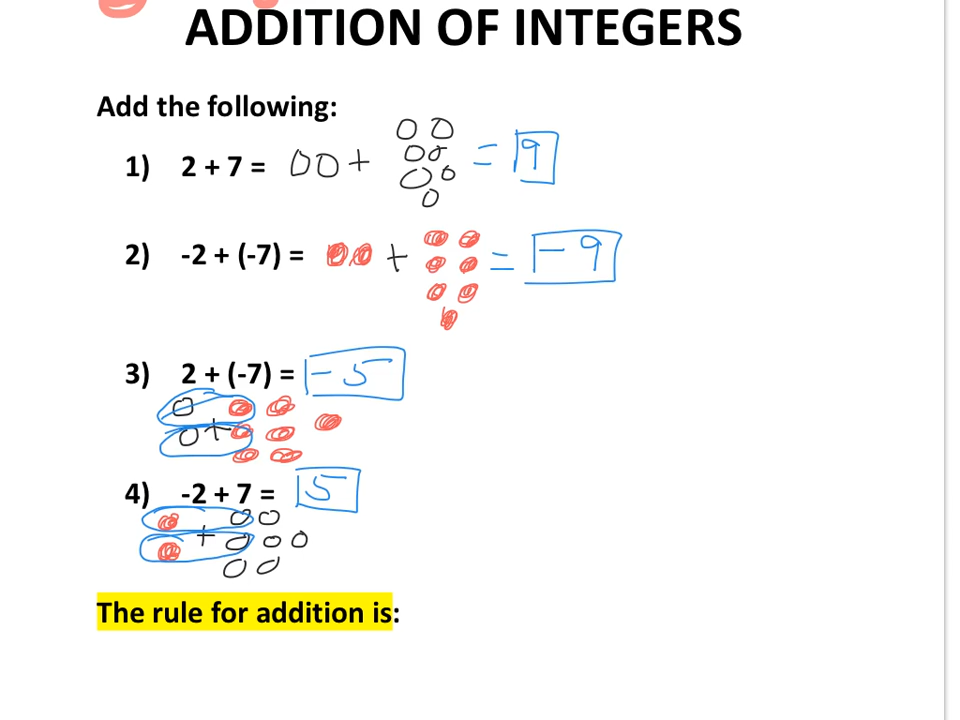 ADDITION OF INTEGERS
Add the following:
1) 2 + 7 = + = 9
2) -2 + (-7) = + = -9
3) 2 + (-7) = -5
+
4) -2 + 7 = 5
+
The rule for addition is: